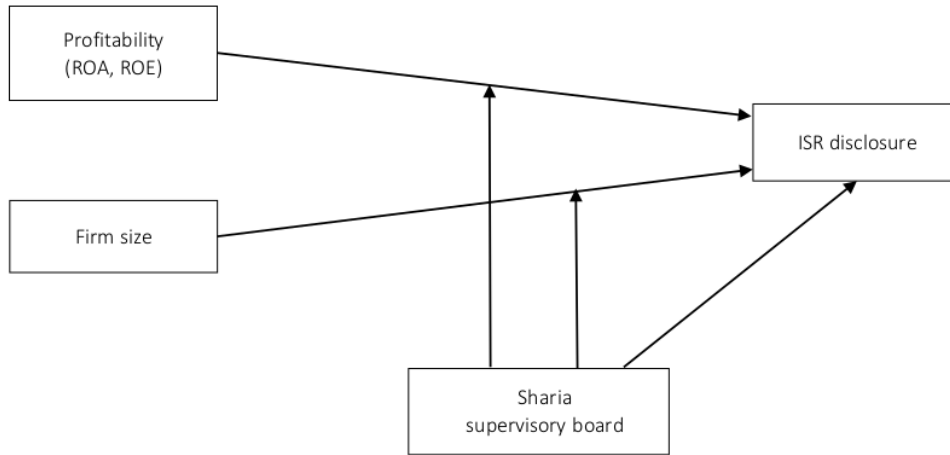 Profitability
(ROA, ROE)
ISR disclosure
Firm size
Sharia
supervisory board